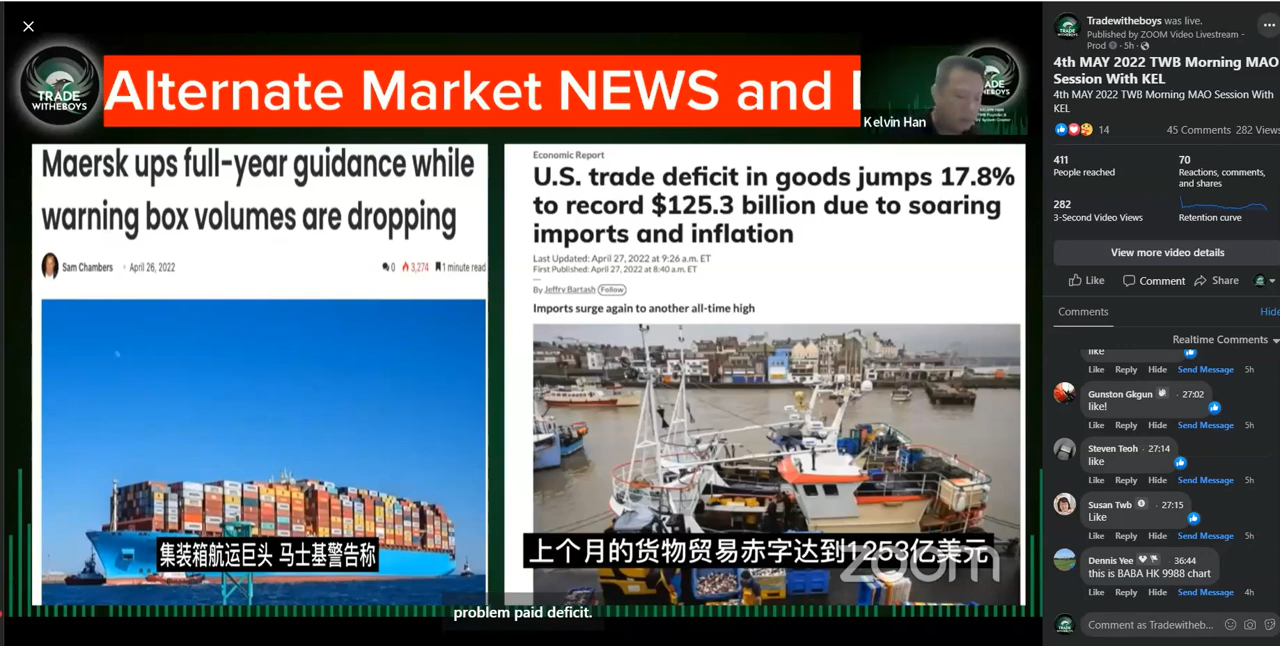 TRADE
WITHEBOYS
Alternate Market NEWS and
Kelvin Han
Maersk ups full-year guidance while
warning box volumes are dropping
Sam Chambers · April 26, 2022
0 3,274 1 minute read
集装箱航运巨头 马士基警告称
Economic Report
U.S. trade deficit in goods jumps 17.8%
to record $125.3 billion due to soaring
imports and inflation
Last Updated: April 27, 2022 at 9:26 a.m. ET
First Published: April 27, 2022 at 8:40 a.m. ET
By Jeffry Bartash Follow
Imports surge again to another all-time high
上个月的货物贸易赤字达到1253亿美元
zoom
problem paid deficit.
Tradewitheboys was live.
Published by ZOOM Video Livestream -
Prod · 5h ·
4th MAY 2022 TWB Morning MAO
Session With KEL
4th MAY 2022 TWB Morning MAO Session With
KEL
14 45 Comments 282 Views
411
People reached
70
Reactions, comments,
and shares
282
3-Second Video Views
Retention curve
View more video details
Like Comment Share
Comments Hide
Realtime Comments
like
Like Reply Hide Send Message 5h
Gunston Gkgun · 27:02
like!
Like Reply Hide Send Message 5h
Steven Teoh · 27:14
like
Like Reply Hide Send Message 5h
Susan Twb · 27:15
Like
Like Reply Hide Send Message 5h
Dennis Yee · 36:44
this is BABA HK 9988 chart
Like Reply Hide Send Message 4h
Comment as Tradewitheb...